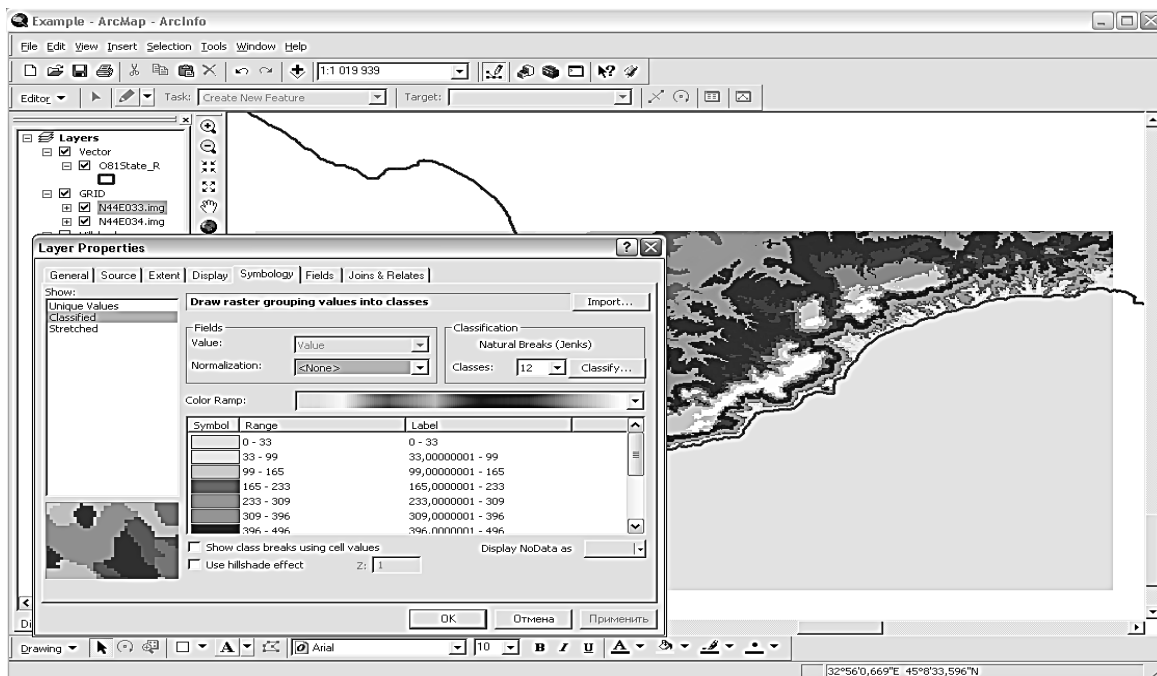 Example - ArcMap - ArcInfo
File Edit View Insert Selection Tools Window Help
1:1 019 939
Editor Task: Create New Feature Target:
Layers
Vector
O81State_R
GRID
N44E033.img
N44E034.img
Layer Properties
General Source Extent Display Symbology Fields Joins & Relates
Show:
Unique Values
Classified
Stretched
Draw raster grouping values into classes
Import...
Fields
Value: Value
Normalization: <None>
Classification
Natural Breaks (Jenks)
Classes: 12 Classify...
Color Ramp:
Symbol Range Label
0 - 33 0 - 33
33 - 99 33,00000001 - 99
99 - 165 99,00000001 - 165
165 - 233 165,0000001 - 233
233 - 309 233,0000001 - 309
309 - 396 309,0000001 - 396
396 - 496 396,0000001 - 496
Show class breaks using cell values
Display NoData as
Use hillshade effect Z: 1
OK Отмена Применить
Drawing A Arial 10 B I U A
32°56'0,669"E 45°8'33,596"N